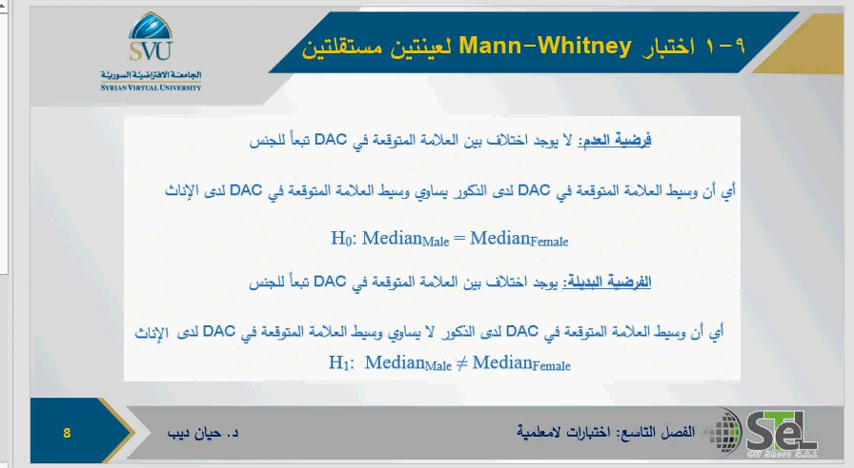 ٩-١ اختبار Mann-Whitney لعينتين مستقلتين
SVU
الجامعة الافتراضية السورية
SYRIAN VIRTUAL UNIVERSITY
فرضية العدم: لا يوجد اختلاف بين العلامة المتوقعة في DAC تبعاً للجنس
أي أن وسيط العلامة المتوقعة في DAC لدى الذكور يساوي وسيط العلامة المتوقعة في DAC لدى الإناث
H0: MedianMale = MedianFemale
الفرضية البديلة: يوجد اختلاف بين العلامة المتوقعة في DAC تبعاً للجنس
أي أن وسيط العلامة المتوقعة في DAC لدى الذكور لا يساوي وسيط العلامة المتوقعة في DAC لدى الإناث
H1: MedianMale ≠ MedianFemale
الفصل التاسع: اختبارات لامعلمية
د. حيان ديب
8
STeL
Off Shore S.A.L